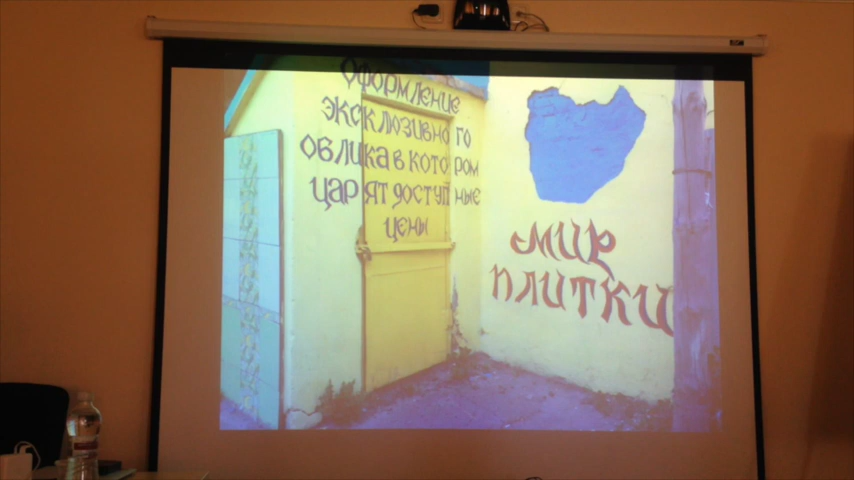 Оформление
эксклюзивного
облика в котором
царят доступные
цены
мир
плитки